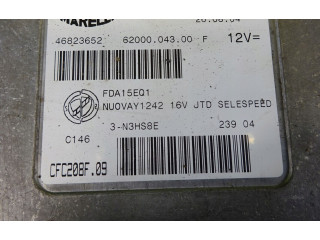 46823652 62000.043.00 F 12V=
FDA15EQ1
NUOVAY1242 16V JTD SELESPEED
3-N3HS8E 239 04
C146
CFC208F.09